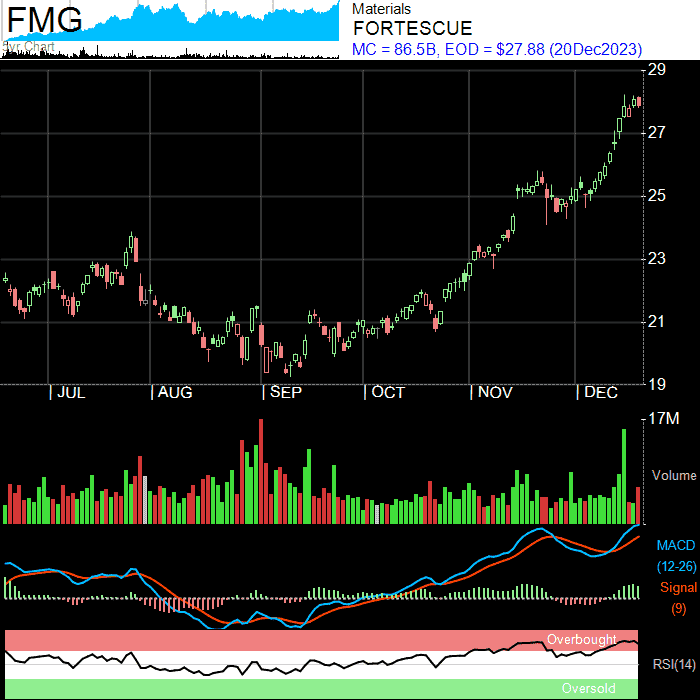 FMG
5yr Chart
Materials
FORTESCUE
MC = 86.5B, EOD = $27.88 (20Dec2023)
29
27
25
23
21
19
JUL AUG SEP OCT NOV DEC
17M
Volume
MACD
(12-26)
Signal
(9)
Overbought
RSI(14)
Oversold